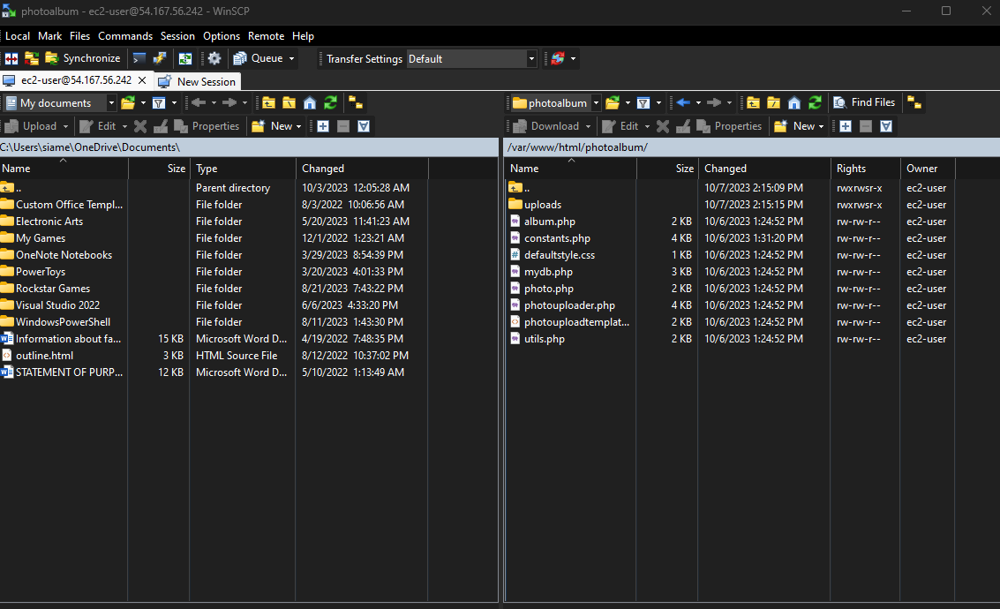 photoalbum - ec2-user@54.167.56.242 - WinSCP
Local Mark Files Commands Session Options Remote Help
Synchronize Queue Transfer Settings Default
ec2-user@54.167.56.242 New Session
My documents photoalbum Find Files
Upload Edit Properties New Download Edit Properties New
C:\Users\siame\OneDrive\Documents\ /var/www/html/photoalbum/
Name Size Type Changed Name Size Changed Rights Owner
.. Parent directory 10/3/2023 12:05:28 AM .. 10/7/2023 2:15:09 PM rwxrwsr-x ec2-user
Custom Office Templ... File folder 8/3/2022 10:06:56 AM uploads 10/7/2023 2:15:15 PM rwxrwsr-x ec2-user
Electronic Arts File folder 5/20/2023 11:41:23 AM album.php 2 KB 10/6/2023 1:24:52 PM rw-rw-r-- ec2-user
My Games File folder 12/1/2022 1:23:21 AM constants.php 4 KB 10/6/2023 1:31:20 PM rw-rw-r-- ec2-user
OneNote Notebooks File folder 3/29/2023 8:54:39 PM defaultstyle.css 1 KB 10/6/2023 1:24:52 PM rw-rw-r-- ec2-user
PowerToys File folder 3/20/2023 4:01:33 PM mydb.php 3 KB 10/6/2023 1:24:52 PM rw-rw-r-- ec2-user
Rockstar Games File folder 8/21/2023 7:43:22 PM photo.php 2 KB 10/6/2023 1:24:52 PM rw-rw-r-- ec2-user
Visual Studio 2022 File folder 6/6/2023 4:33:20 PM photouploader.php 4 KB 10/6/2023 1:24:52 PM rw-rw-r-- ec2-user
WindowsPowerShell File folder 8/11/2023 1:43:30 PM photouploadtemplat... 2 KB 10/6/2023 1:24:52 PM rw-rw-r-- ec2-user
Information about fa... 15 KB Microsoft Word D... 4/19/2022 7:48:35 PM utils.php 2 KB 10/6/2023 1:24:52 PM rw-rw-r-- ec2-user
outline.html 3 KB HTML Source File 8/12/2022 10:37:02 PM
STATEMENT OF PURP... 12 KB Microsoft Word D... 5/10/2022 1:13:49 AM